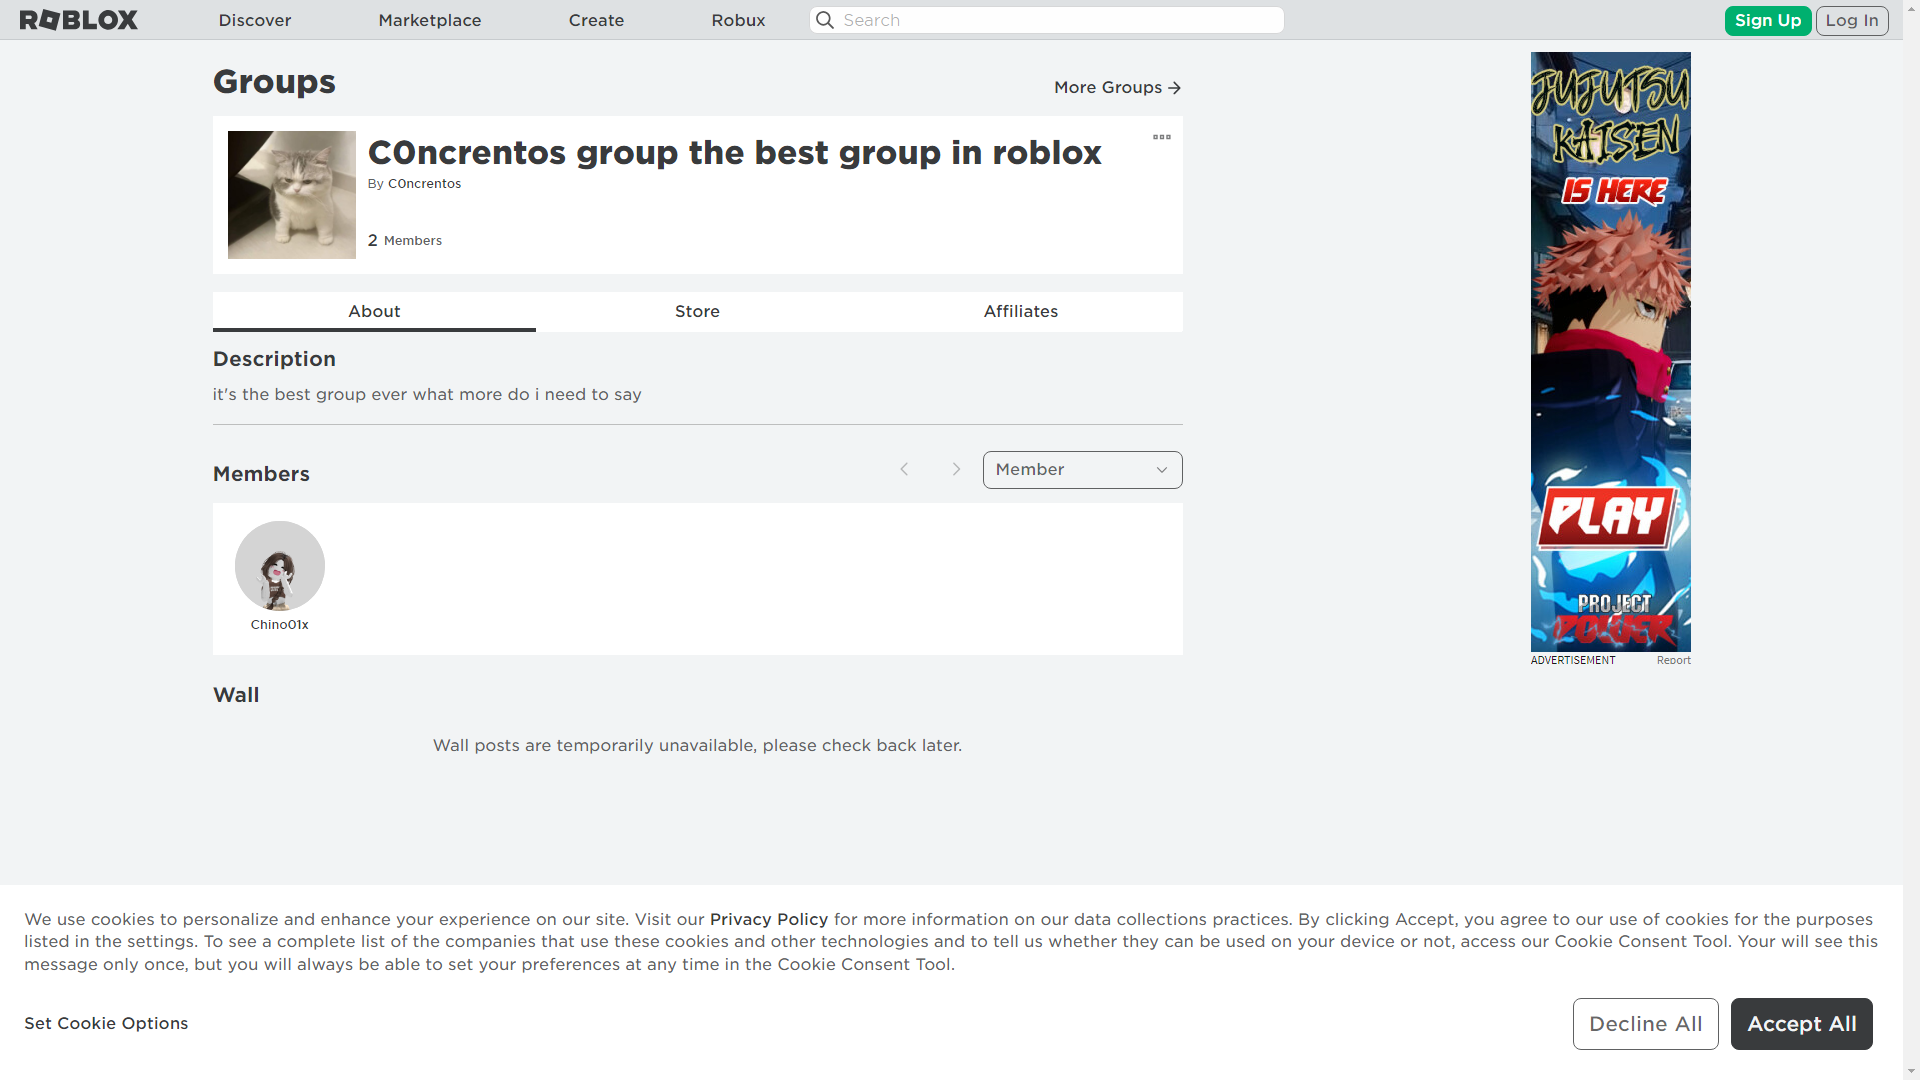 ROBLOX
Discover
Marketplace
Create
Robux
Search
Sign Up
Log In
Groups
More Groups →
C0ncrentos group the best group in roblox
By C0ncrentos
2 Members
About
Store
Affiliates
Description
it's the best group ever what more do i need to say
Members
Member
Chino01x
Wall
Wall posts are temporarily unavailable, please check back later.
JUJUTSU
KAISEN
IS HERE
PLAY
PROJECT
POWER
ADVERTISEMENT
Report
We use cookies to personalize and enhance your experience on our site. Visit our Privacy Policy for more information on our data collections practices. By clicking Accept, you agree to our use of cookies for the purposes
listed in the settings. To see a complete list of the companies that use these cookies and other technologies and to tell us whether they can be used on your device or not, access our Cookie Consent Tool. Your will see this
message only once, but you will always be able to set your preferences at any time in the Cookie Consent Tool.
Set Cookie Options
Decline All
Accept All